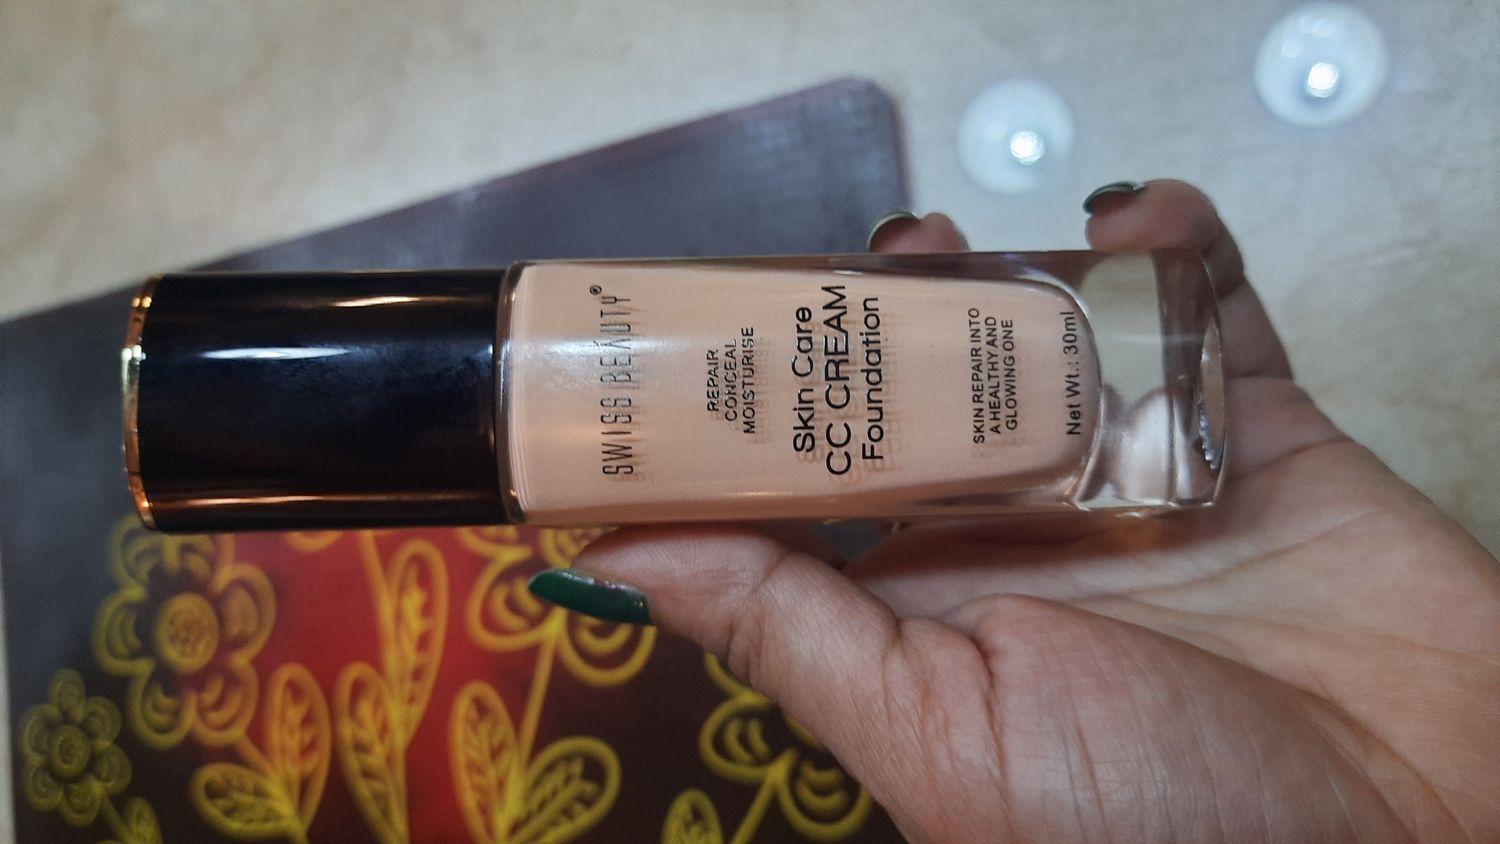 SWISS BEAUTY®
REPAIR
CONCEAL
MOISTURISE
Skin Care
CC CREAM
Foundation
SKIN REPAIR INTO
A HEALTHY AND
GLOWING ONE
Net Wt.: 30ml